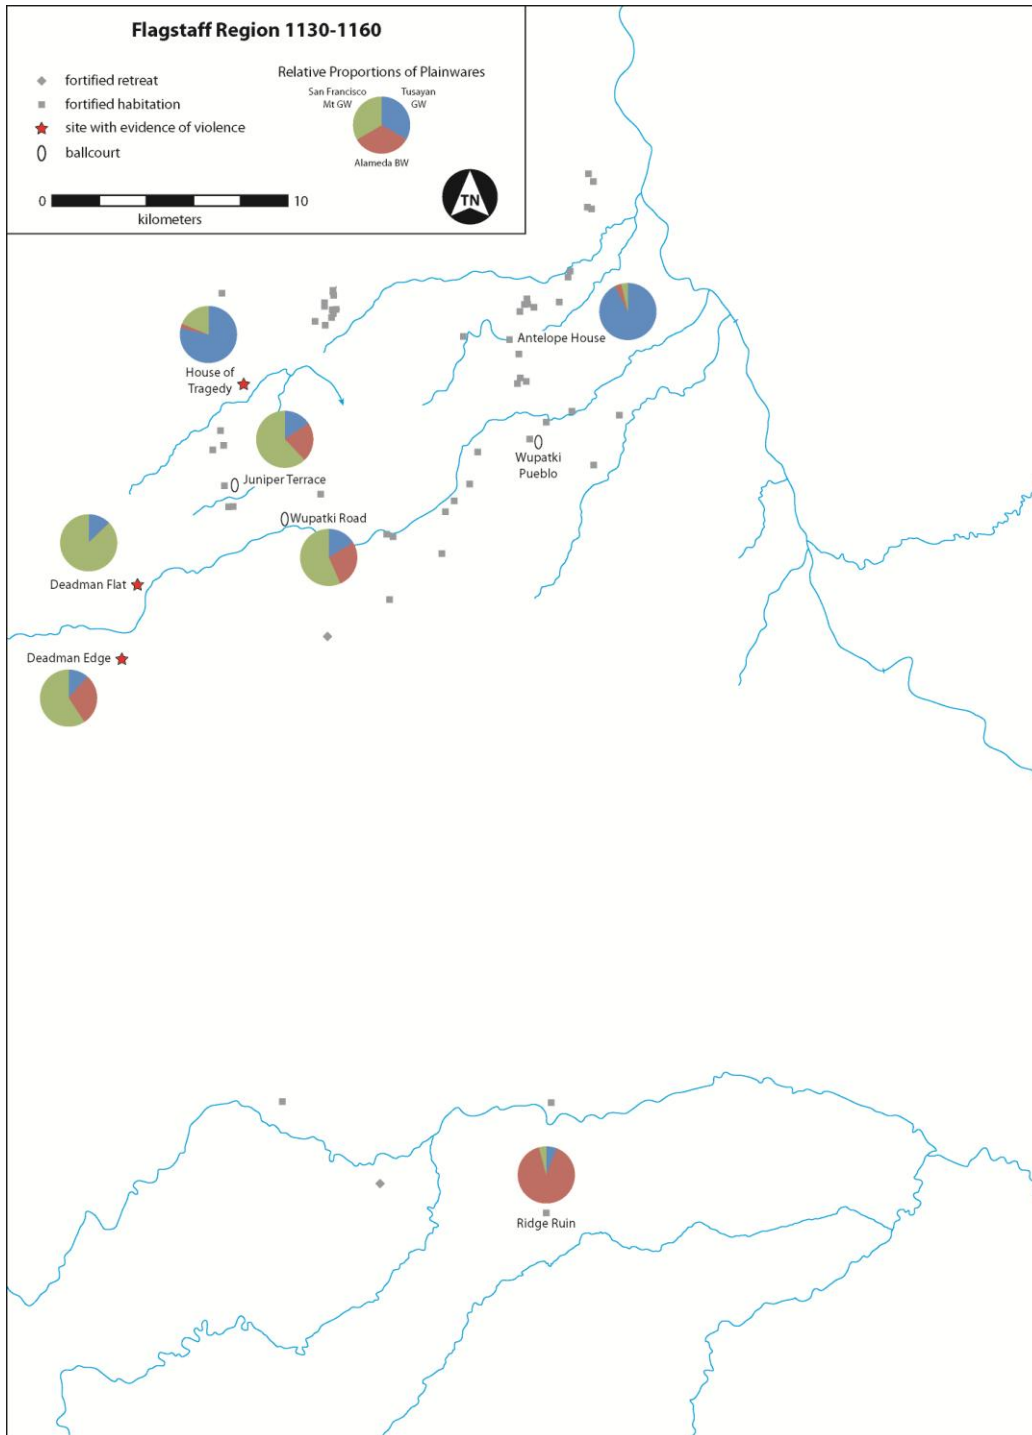 Flagstaff Region 1130-1160
fortified retreat
fortified habitation
site with evidence of violence
ballcourt
Relative Proportions of Plainwares
San Francisco
Mt GW
Tusayan
GW
Alameda BW
0
10
kilometers
TN
Antelope House
House of
Tragedy
Wupatki
Pueblo
Juniper Terrace
Wupatki Road
Deadman Flat
Deadman Edge
Ridge Ruin